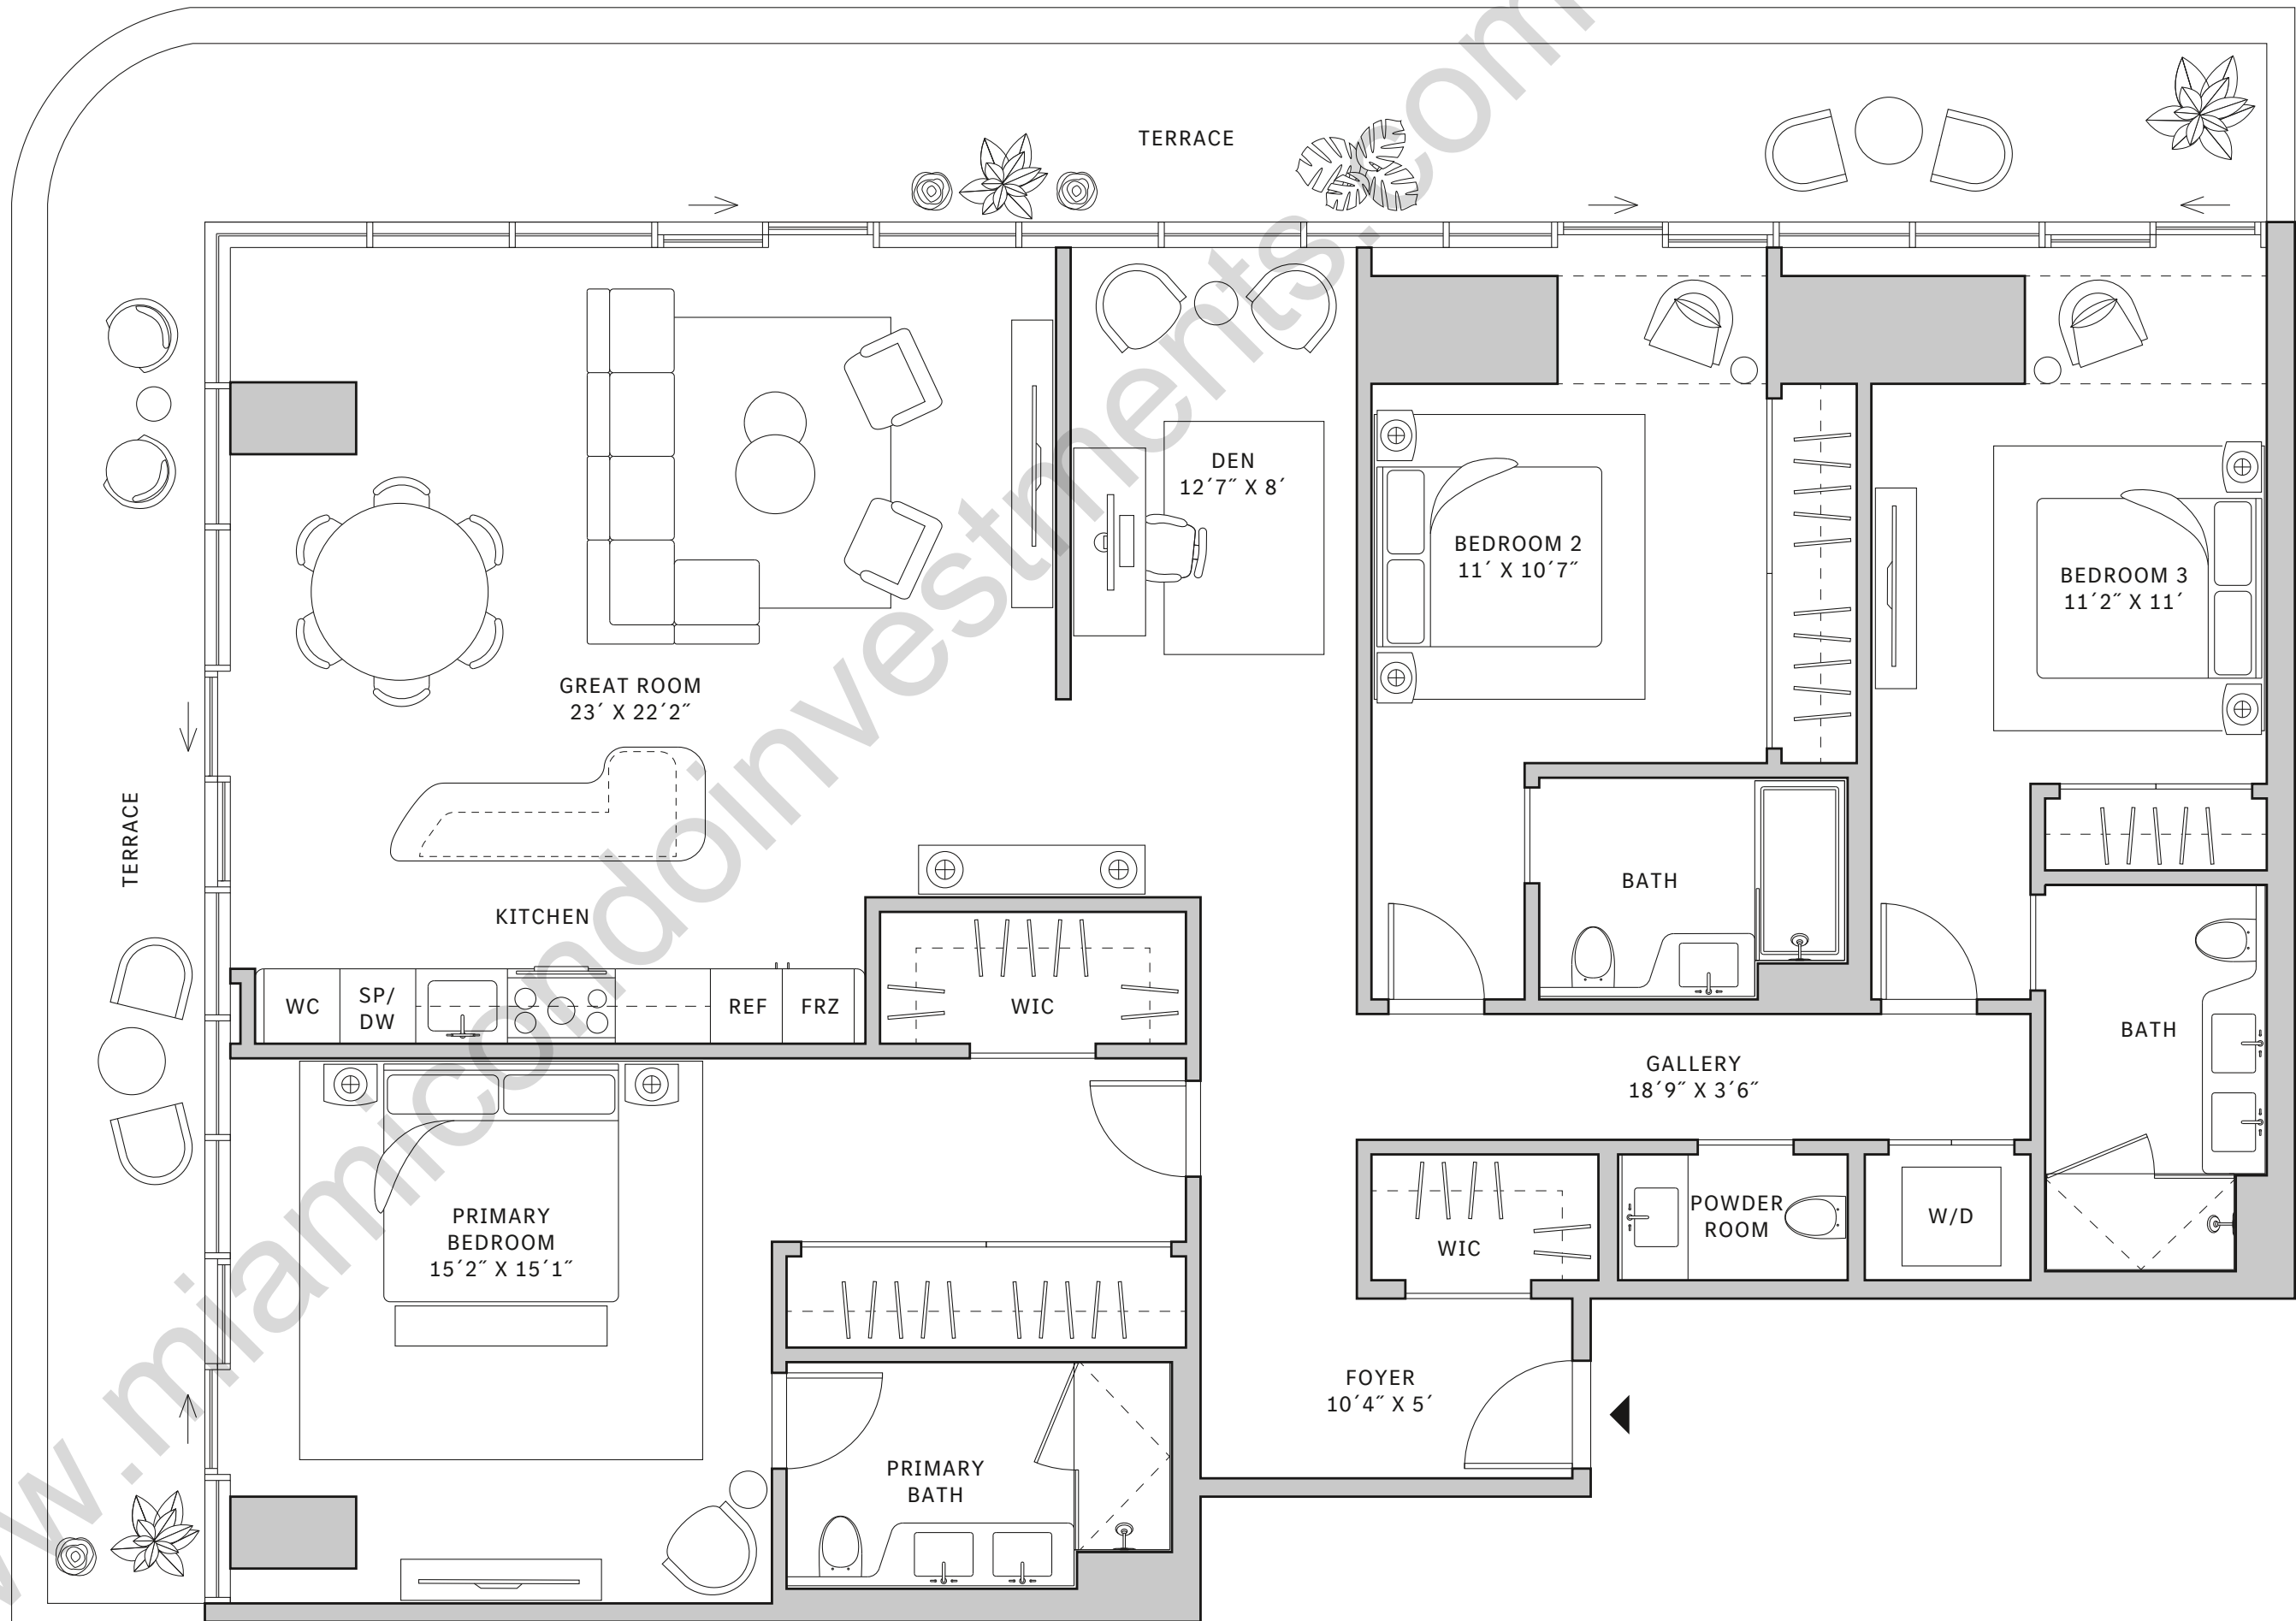 TERRACE
DEN
12′7″ X 8′
BEDROOM 2
11′ X 10′7″
BEDROOM 3
11′2″ X 11′
GREAT ROOM
23′ X 22′2″
TERRACE
KITCHEN
BATH
WC
SP/
DW
REF
FRZ
WIC
BATH
GALLERY
18′9″ X 3′6″
PRIMARY
BEDROOM
15′2″ X 15′1″
WIC
POWDER
ROOM
W/D
FOYER
10′4″ X 5′
PRIMARY
BATH
w.miamicondoinvestments.com